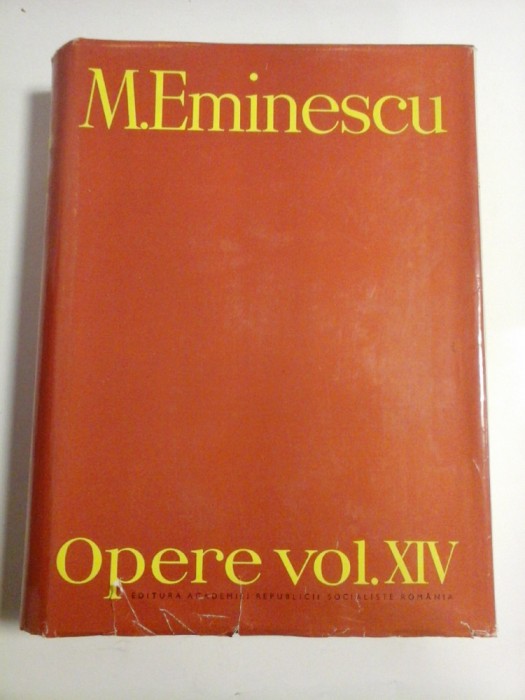 M.Eminescu
Opere vol.XIV
EDITURA ACADEMIEI REPUBLICII SOCIALISTE ROMÂNIA